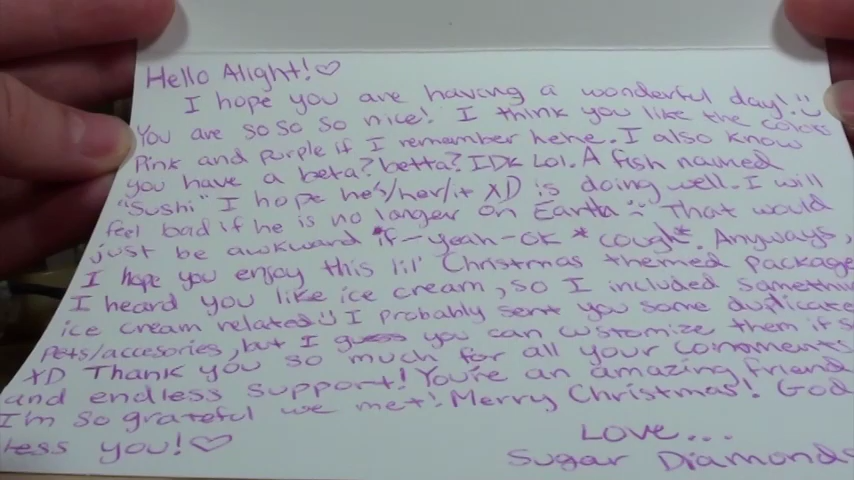 Hello Alight!♡
I hope you are having a wonderful day! :)
You are so so so nice! I think you like the colors
Pink and purple if I remember here. I also know
you have a beta? betta? IDK LOL. A fish named
"Sushi" I hope he's/her/it XD is doing well. I will
feel bad if he is no longer on Earth :( That would
just be awkward if-yeah-ok *cough*. Anyways,
I hope you enjoy this lil' Christmas themed package
I heard you like ice cream, so I included somethin
ice cream related :) I probably sent you some duplicate
pets/accesories, but I guess you can customize them if s
XD Thank you so much for all your comments
and endless support! You're an amazing friend
I'm so grateful we met! Merry Christmas! God
less you!♡
Love...
Sugar Diamonds